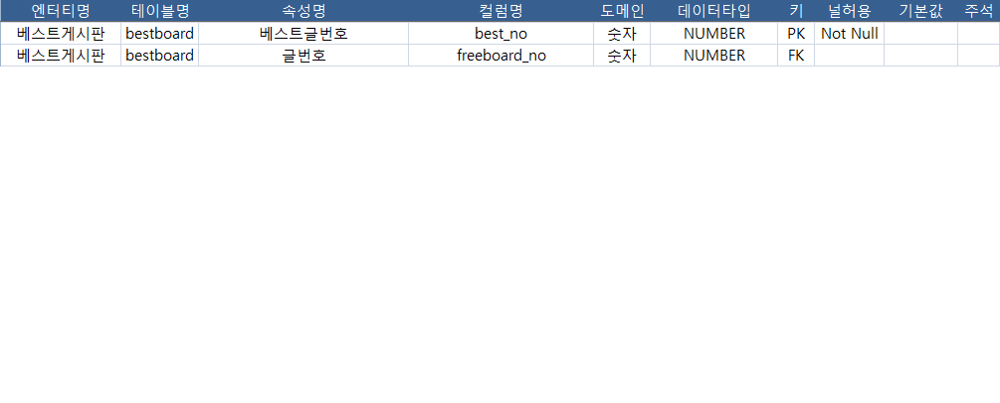 엔터티명 테이블명 속성명 컬럼명 도메인 데이터타입 키 널허용 기본값 주석
베스트게시판 bestboard 베스트글번호 best_no 숫자 NUMBER PK Not Null
베스트게시판 bestboard 글번호 freeboard_no 숫자 NUMBER FK